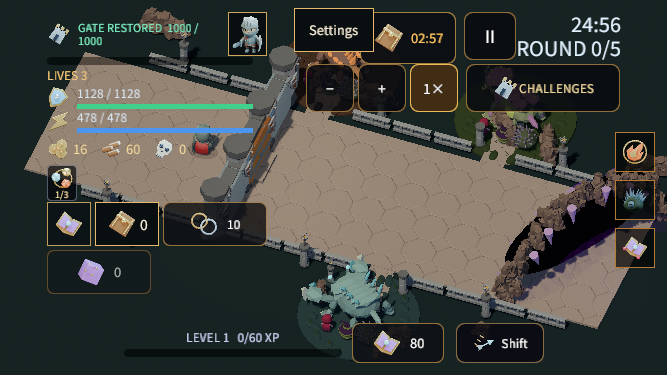 GATE RESTORED 1000 /
1000
LIVES 3
1128 / 1128
478 / 478
16
60
0
1/3
0
10
0
Settings
02:57
24:56
ROUND 0/5
−
+
1×
CHALLENGES
LEVEL 1 0/60 XP
80
Shift